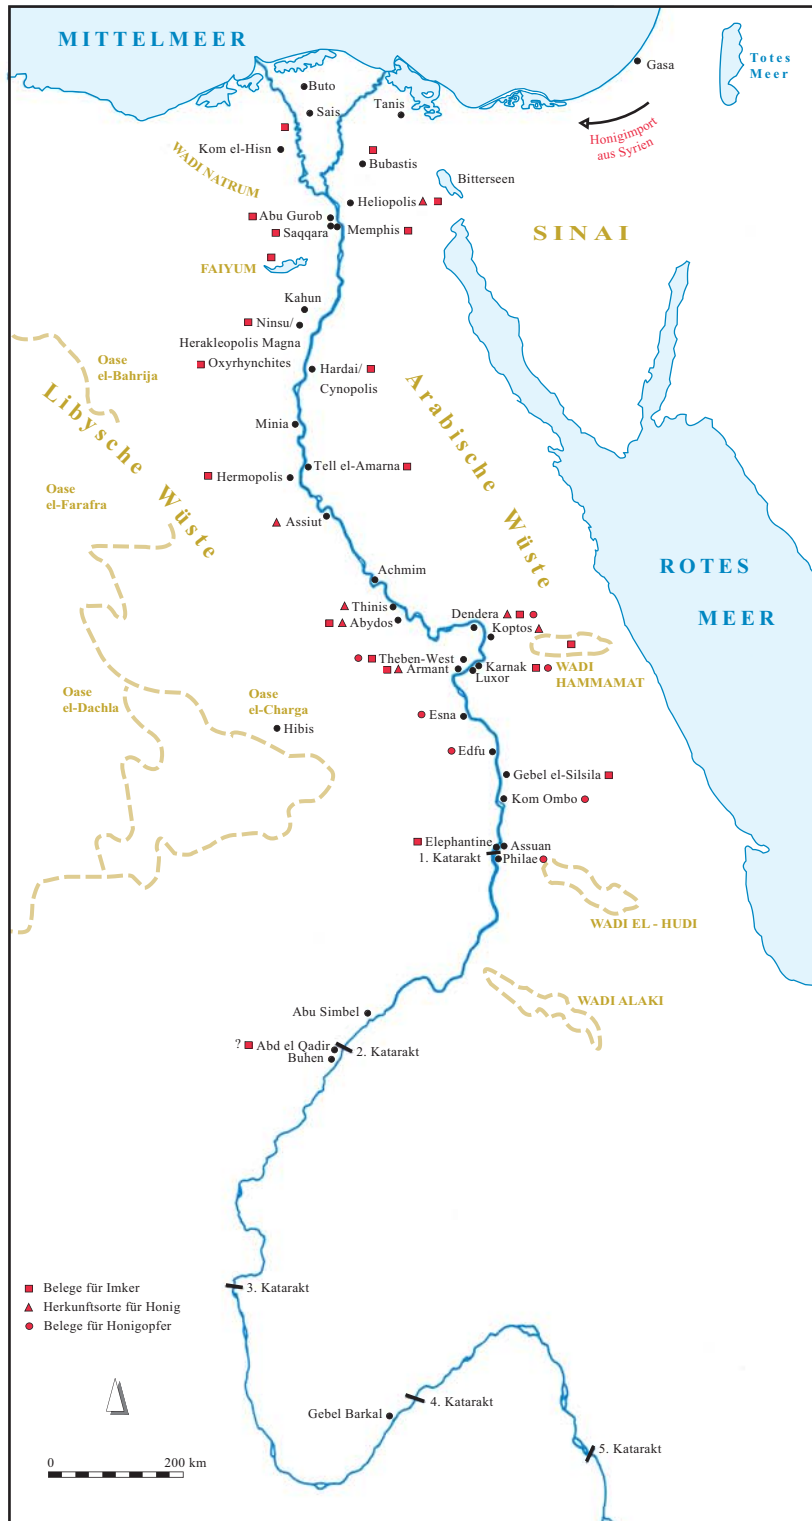 MITTELMEER
Totes
Meer
Gasa
Buto
Sais
Tanis
Honigimport
aus Syrien
Kom el-Hisn
WADI NATRUM
Bubastis
Bitterseen
Heliopolis
Abu Gurob
Saqqara
Memphis
SINAI
FAIYUM
Kahun
Ninsu/
Herakleopolis Magna
Oase
el-Bahrija
Oxyrhynchites
Hardai/
Cynopolis
Libysche Wüste
Arabische Wüste
Minia
Tell el-Amarna
Hermopolis
Oase
el-Farafra
Assiut
ROTES
MEER
Achmim
Thinis
Abydos
Dendera
Koptos
Theben-West
Armant
Karnak
Luxor
WADI
HAMMAMAT
Oase
el-Dachla
Oase
el-Charga
Hibis
Esna
Edfu
Gebel el-Silsila
Kom Ombo
Elephantine
Assuan
1. Katarakt
Philae
WADI EL - HUDI
WADI ALAKI
Abu Simbel
? Abd el Qadir
Buhen
2. Katarakt
3. Katarakt
Belege für Imker
Herkunftsorte für Honig
Belege für Honigopfer
4. Katarakt
Gebel Barkal
5. Katarakt
0 200 km